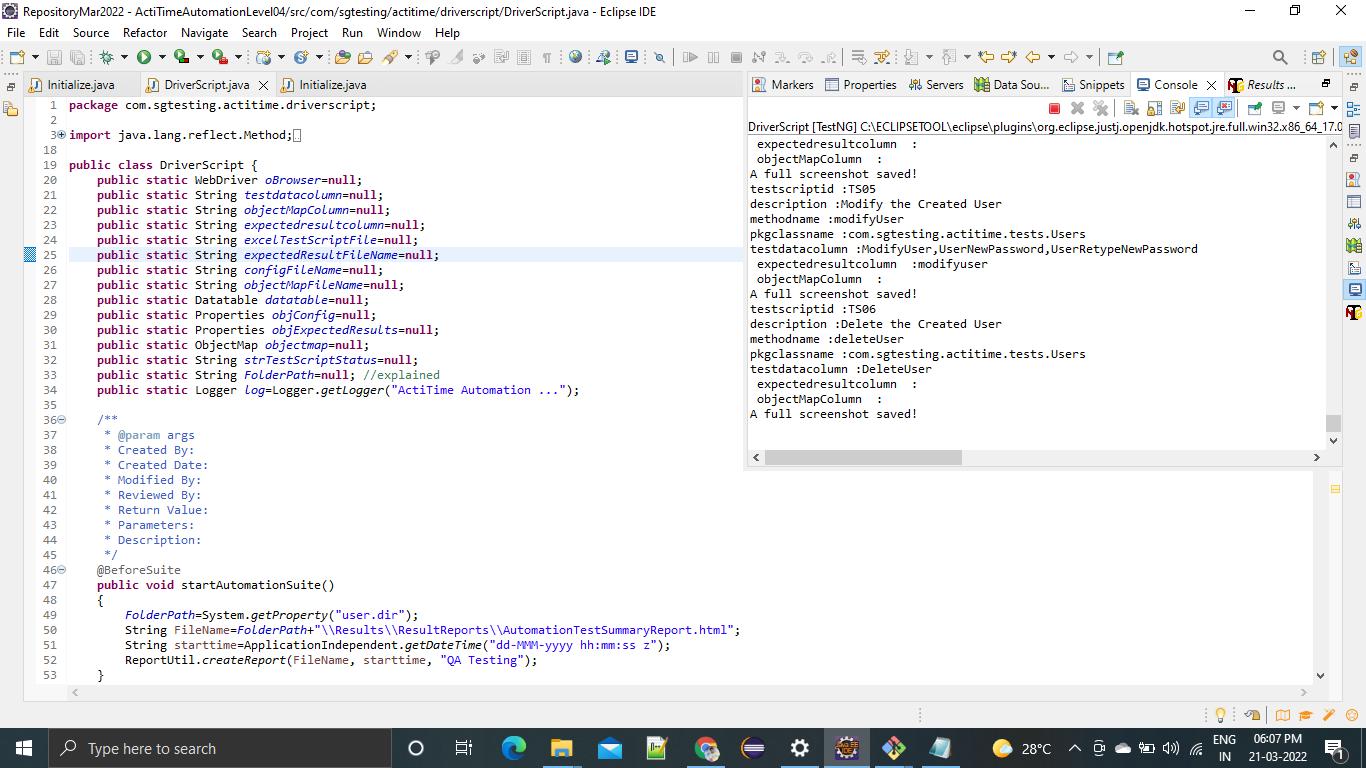 RepositoryMar2022 - ActiTimeAutomationLevel04/src/com/sgtesting/actitime/driverscript/DriverScript.java - Eclipse IDE
File Edit Source Refactor Navigate Search Project Run Window Help
Initialize.java DriverScript.java Initialize.java
1 package com.sgtesting.actitime.driverscript;
2
3 import java.lang.reflect.Method;
18
19 public class DriverScript {
20 public static WebDriver oBrowser=null;
21 public static String testdatacolumn=null;
22 public static String objectMapColumn=null;
23 public static String expectedresultcolumn=null;
24 public static String excelTestScriptFile=null;
25 public static String expectedResultFileName=null;
26 public static String configFileName=null;
27 public static String objectMapFileName=null;
28 public static Datatable datatable=null;
29 public static Properties objConfig=null;
30 public static Properties objExpectedResults=null;
31 public static ObjectMap objectmap=null;
32 public static String strTestScriptStatus=null;
33 public static String FolderPath=null; //explained
34 public static Logger log=Logger.getLogger("ActiTime Automation ...");
35
36 /**
37 * @param args
38 * Created By:
39 * Created Date:
40 * Modified By:
41 * Reviewed By:
42 * Return Value:
43 * Parameters:
44 * Description:
45 */
46 @BeforeSuite
47 public void startAutomationSuite()
48 {
49 FolderPath=System.getProperty("user.dir");
50 String FileName=FolderPath+"\\Results\\ResultReports\\AutomationTestSummaryReport.html";
51 String starttime=ApplicationIndependent.getDateTime("dd-MMM-yyyy hh:mm:ss z");
52 ReportUtil.createReport(FileName, starttime, "QA Testing");
53 }
Markers Properties Servers Data Sou... Snippets Console Results ...
DriverScript [TestNG] C:\ECLIPSETOOL\eclipse\plugins\org.eclipse.justj.openjdk.hotspot.jre.full.win32.x86_64_17.0
expectedresultcolumn :
objectMapColumn :
A full screenshot saved!
testscriptid :TS05
description :Modify the Created User
methodname :modifyUser
pkgclassname :com.sgtesting.actitime.tests.Users
testdatacolumn :ModifyUser,UserNewPassword,UserRetypeNewPassword
expectedresultcolumn :modifyuser
objectMapColumn :
A full screenshot saved!
testscriptid :TS06
description :Delete the Created User
methodname :deleteUser
pkgclassname :com.sgtesting.actitime.tests.Users
testdatacolumn :DeleteUser
expectedresultcolumn :
objectMapColumn :
A full screenshot saved!
Type here to search
28°C
ENG
IN
06:07 PM
21-03-2022
1